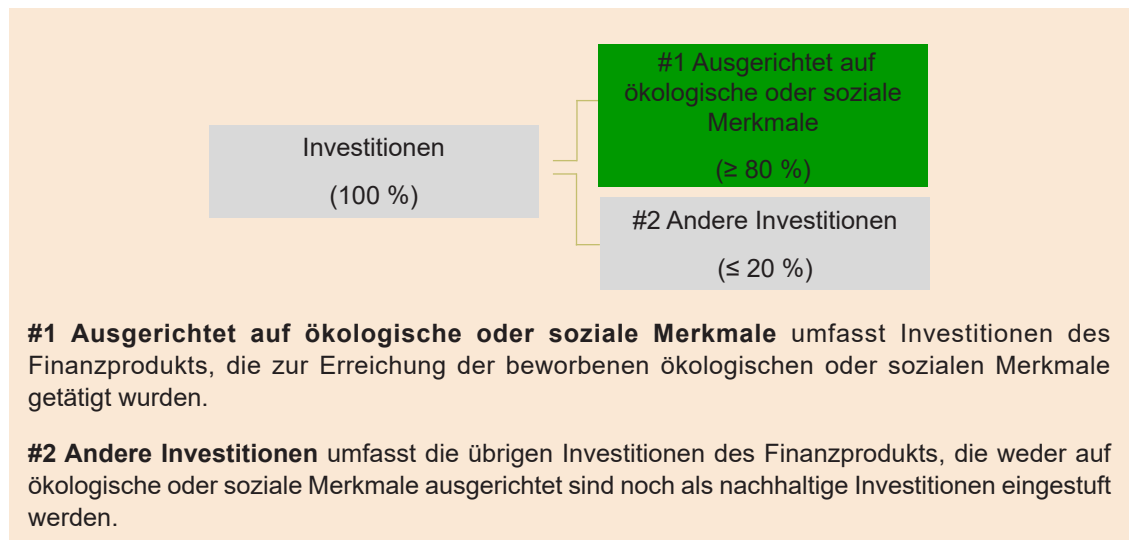 #1 Ausgerichtet auf
ökologische oder soziale
Merkmale
(≥ 80 %)
Investitionen
(100 %)
#2 Andere Investitionen
(≤ 20 %)
#1 Ausgerichtet auf ökologische oder soziale Merkmale umfasst Investitionen des
Finanzprodukts, die zur Erreichung der beworbenen ökologischen oder sozialen Merkmale
getätigt wurden.
#2 Andere Investitionen umfasst die übrigen Investitionen des Finanzprodukts, die weder auf
ökologische oder soziale Merkmale ausgerichtet sind noch als nachhaltige Investitionen eingestuft
werden.